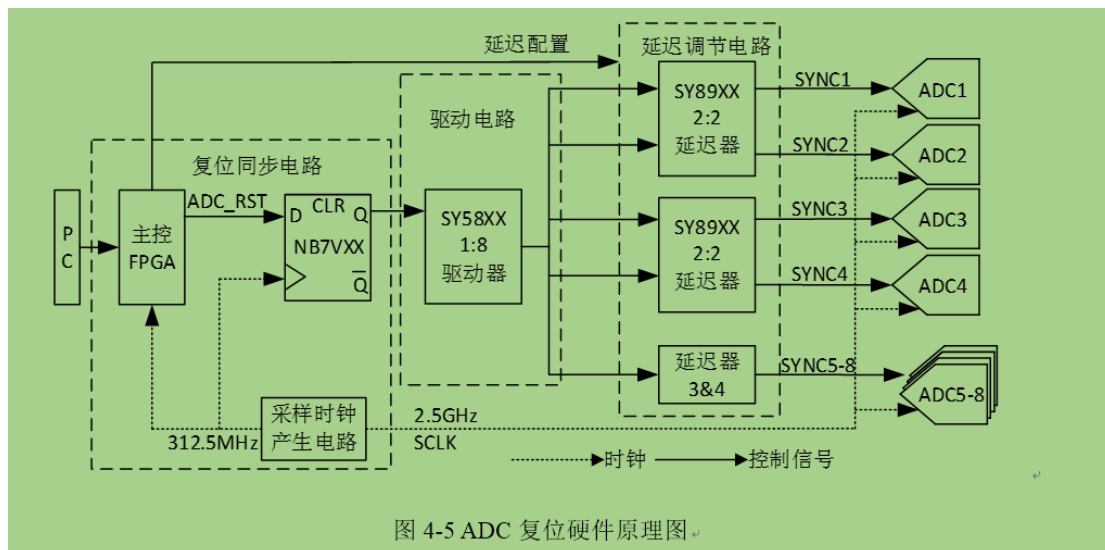 延迟配置
延迟调节电路
驱动电路
复位同步电路
P
C
主控
FPGA
ADC_RST
D
CLR
Q
NB7VXX
Q
SY58XX
1:8
驱动器
SY89XX
2:2
延迟器
SY89XX
2:2
延迟器
延迟器
3&4
SYNC1
SYNC2
SYNC3
SYNC4
SYNC5-8
ADC1
ADC2
ADC3
ADC4
ADC5-8
采样时钟
产生电路
312.5MHz
2.5GHz
SCLK
时钟
控制信号
图 4-5 ADC 复位硬件原理图